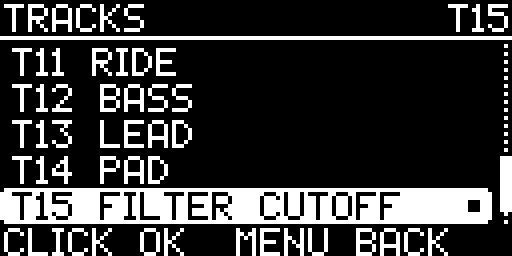 TRACKS T15
T11 RIDE
T12 BASS
T13 LEAD
T14 PAD
T15 FILTER CUTOFF
CLICK OK MENU BACK